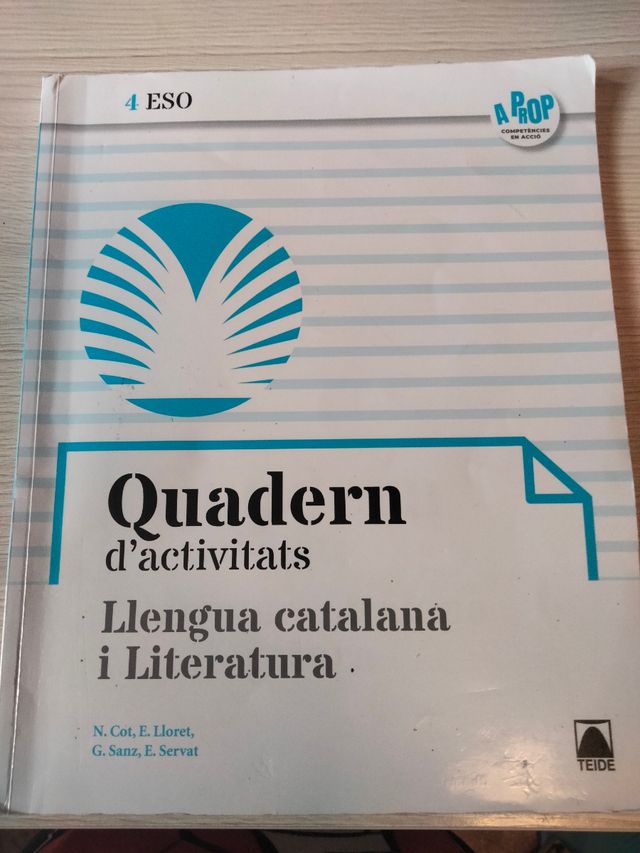 4 ESO
A PROP
COMPETÈNCIES
EN ACCIÓ
Quadern
d'activitats
Llengua catalana
i Literatura
N. Cot, E. Lloret,
G. Sanz, E. Servat
TEIDE